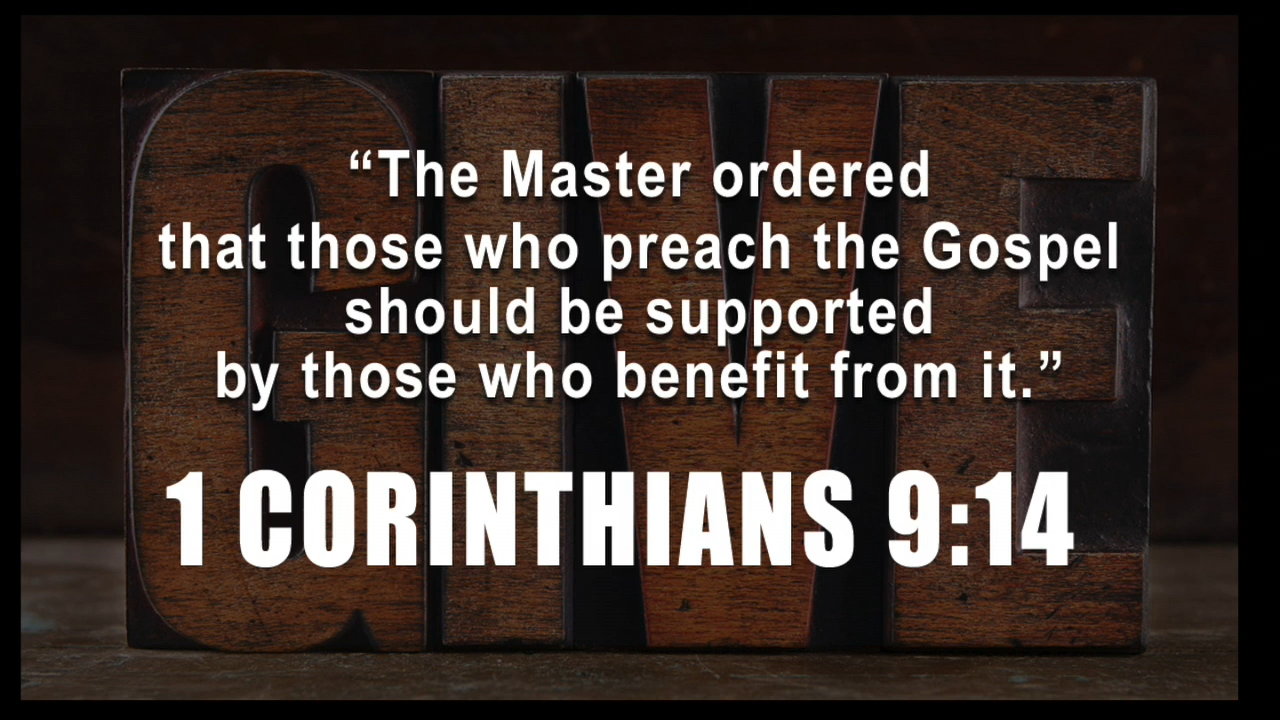 GIVE
“The Master ordered
that those who preach the Gospel
should be supported
by those who benefit from it.”
1 CORINTHIANS 9:14